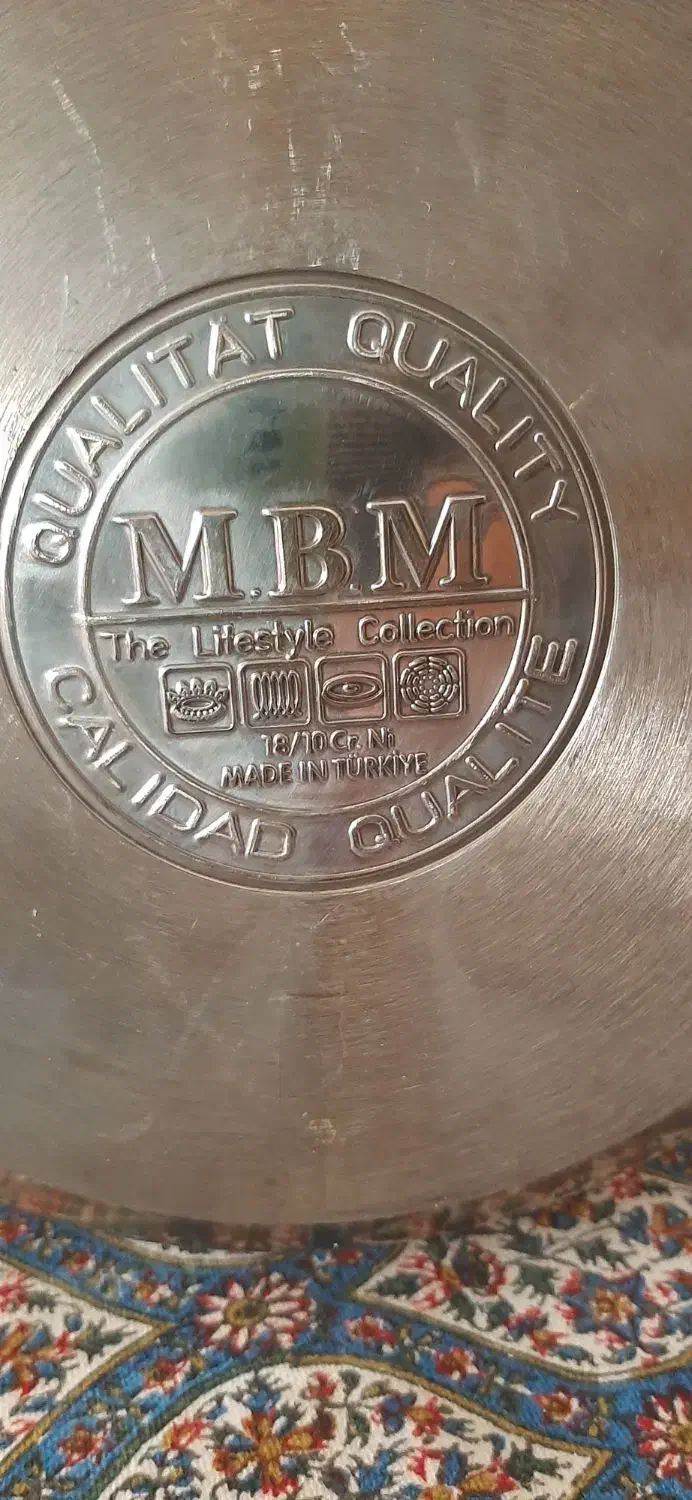 QUALITÄT QUALITY
M.B.M
The Lifestyle Collection
18/10 Cr. Ni
MADE IN TÜRKİYE
CALIDAD QUALITE